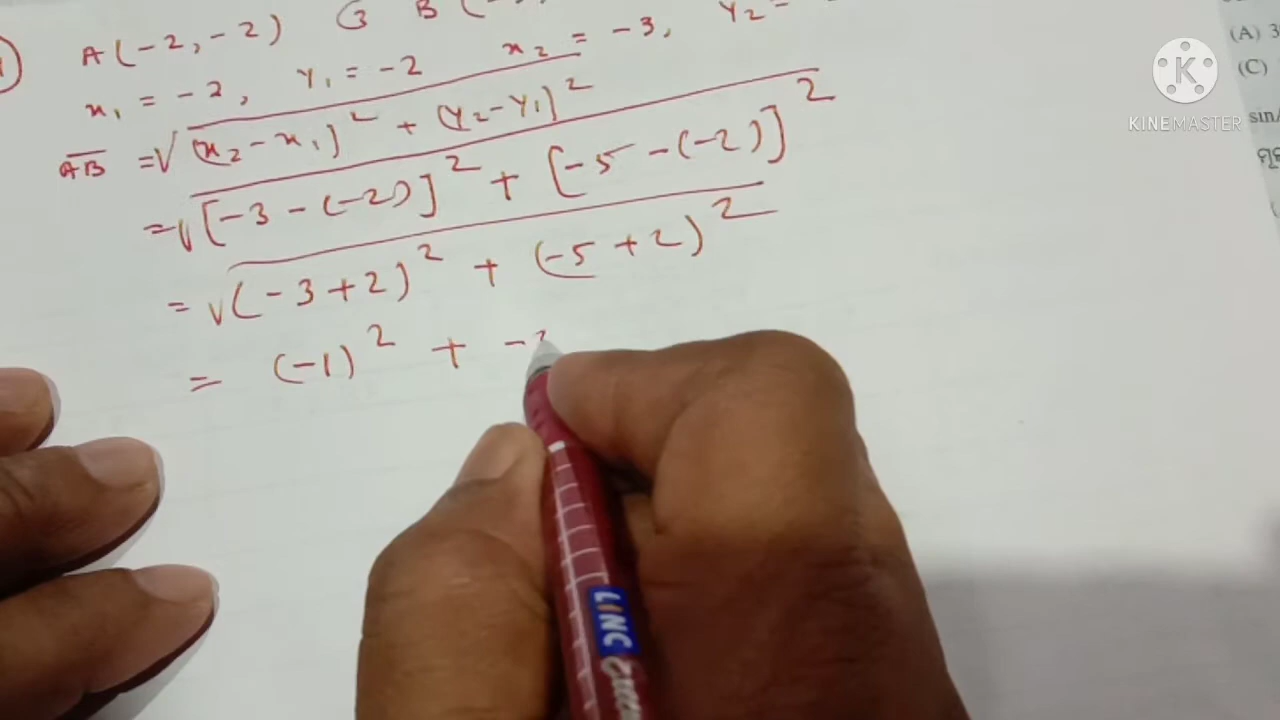 A(-2,-2) B(-
x₁ = -2, Y₁ = -2 x₂ = -3, Y₂ =
AB = √(x₂-x₁)² + (Y₂-Y₁)²
= √[-3-(-2)]² + [-5-(-2)]²
= √(-3+2)² + (-5+2)²
= (-1)² + -3
(A) 3
(C)
sin
KINEMASTER
LINC